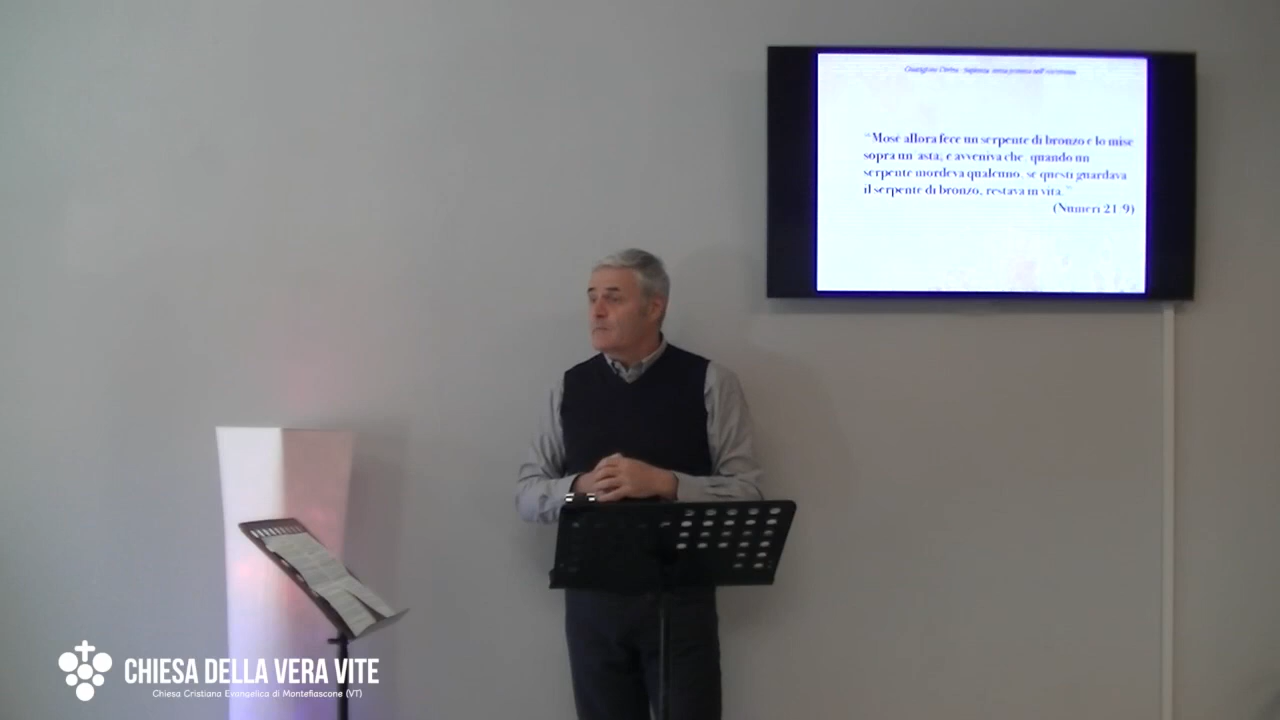 "Mosè allora fece un serpente di bronzo e lo mise
sopra un asta; e avveniva che, quando un
serpente mordeva qualcuno, se questi guardava
il serpente di bronzo, restava in vita."
(Numeri 21:9)
CHIESA DELLA VERA VITE
Chiesa Cristiana Evangelica di Montefiascone (VT)